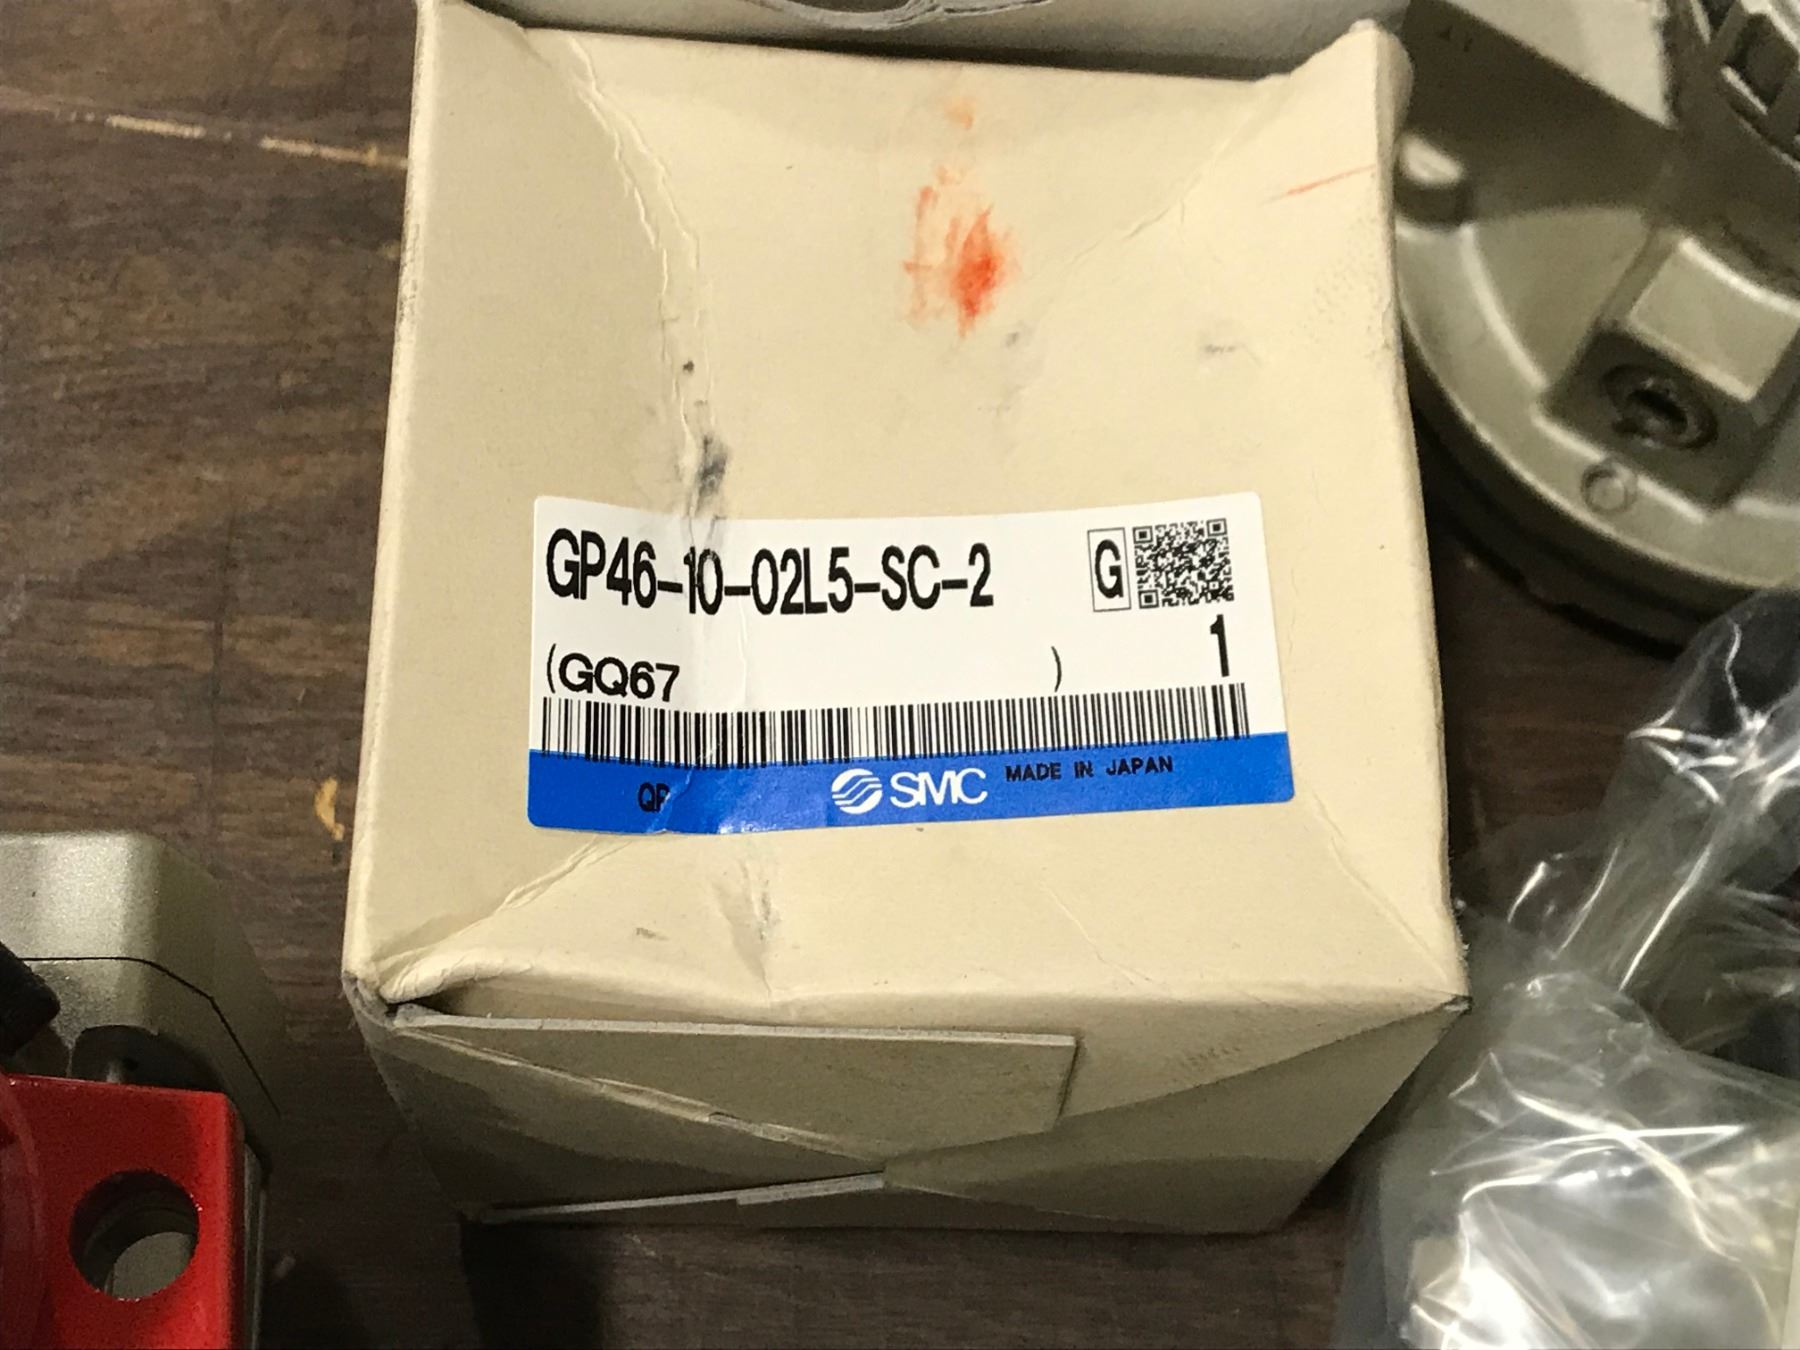 GP46-10-02L5-SC-2 G
1
(GQ67 )
QP SMC MADE IN JAPAN